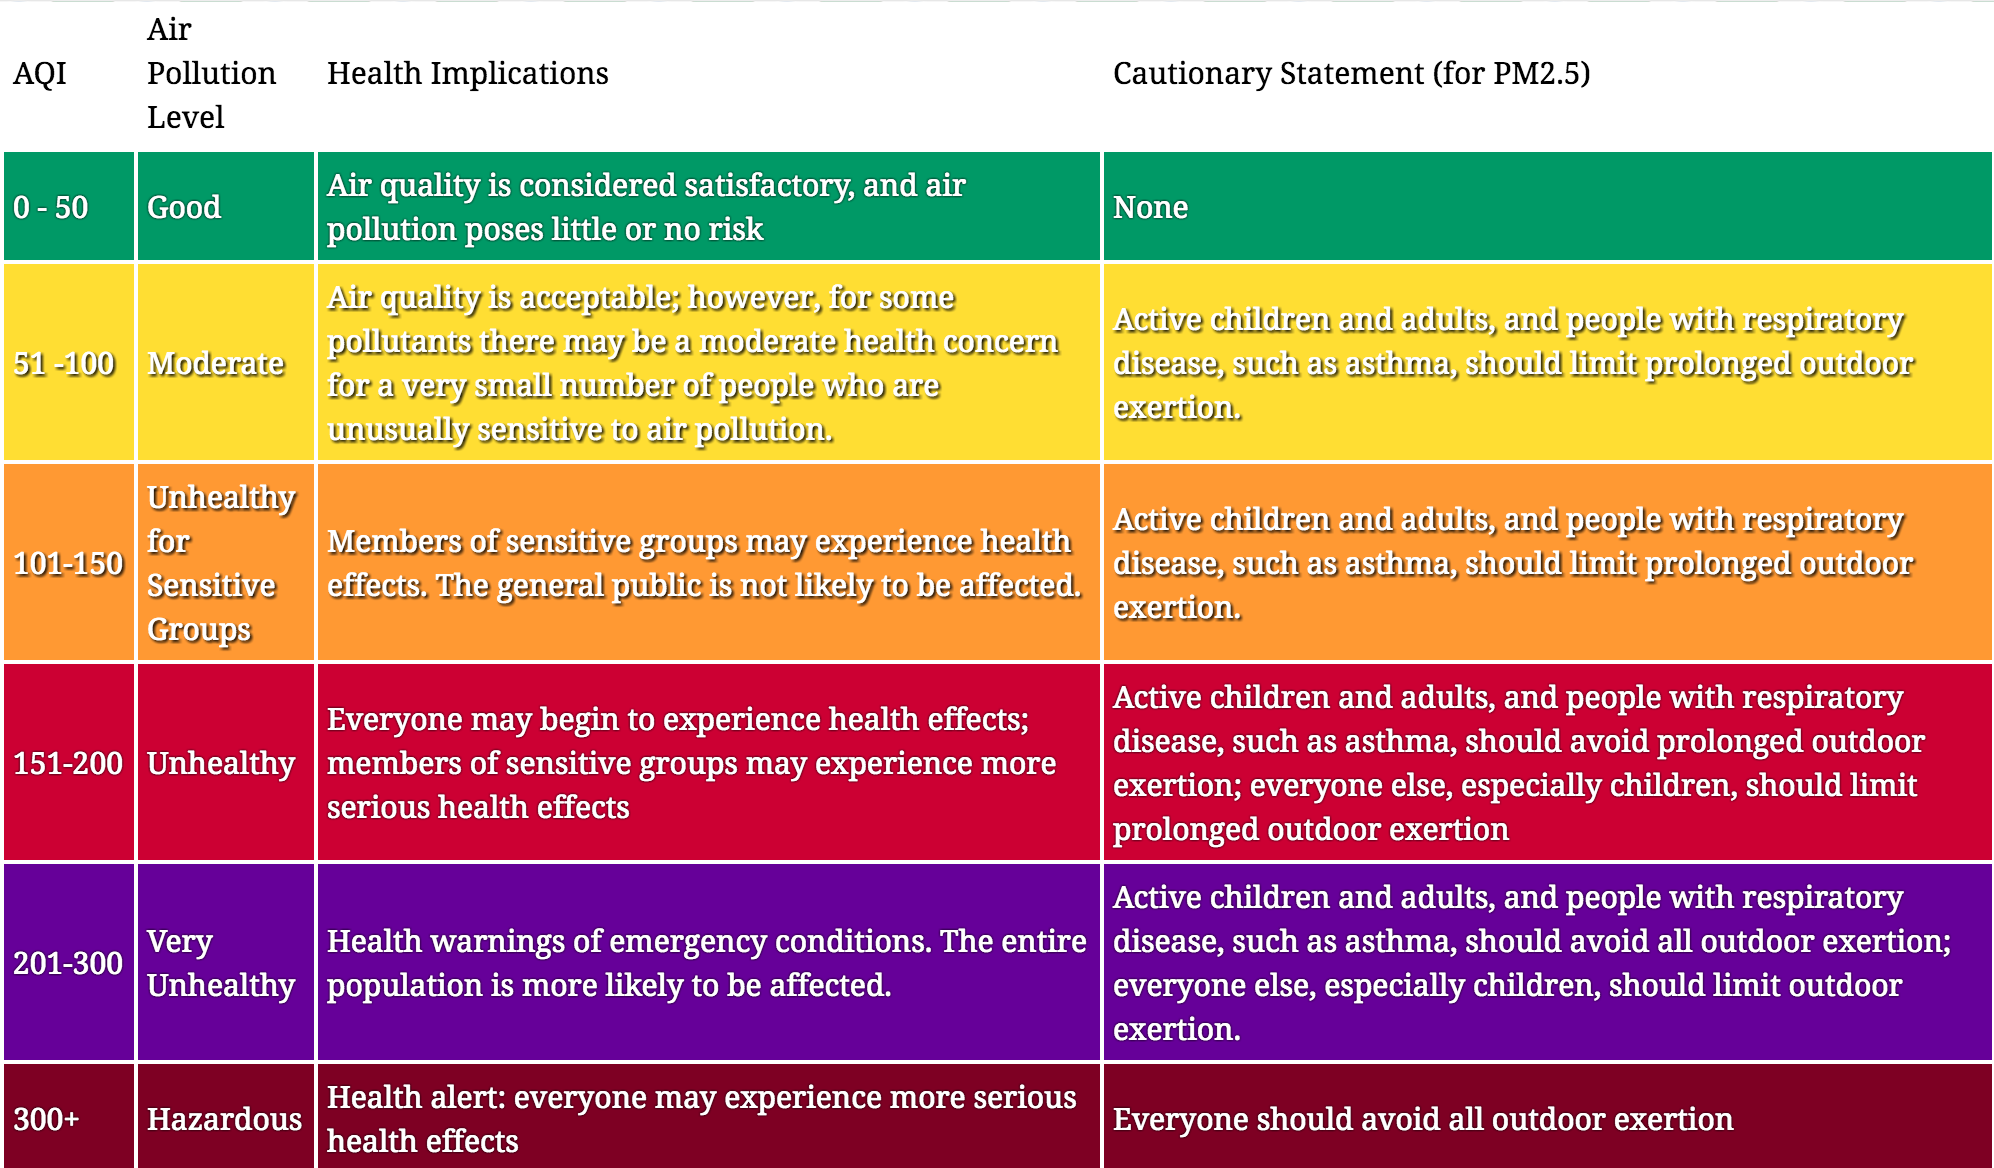 AQI
Air
Pollution
Level
Health Implications
Cautionary Statement (for PM2.5)
0 - 50
Good
Air quality is considered satisfactory, and air
pollution poses little or no risk
None
51 -100
Moderate
Air quality is acceptable; however, for some
pollutants there may be a moderate health concern
for a very small number of people who are
unusually sensitive to air pollution.
Active children and adults, and people with respiratory
disease, such as asthma, should limit prolonged outdoor
exertion.
101-150
Unhealthy
for
Sensitive
Groups
Members of sensitive groups may experience health
effects. The general public is not likely to be affected.
Active children and adults, and people with respiratory
disease, such as asthma, should limit prolonged outdoor
exertion.
151-200
Unhealthy
Everyone may begin to experience health effects;
members of sensitive groups may experience more
serious health effects
Active children and adults, and people with respiratory
disease, such as asthma, should avoid prolonged outdoor
exertion; everyone else, especially children, should limit
prolonged outdoor exertion
201-300
Very
Unhealthy
Health warnings of emergency conditions. The entire
population is more likely to be affected.
Active children and adults, and people with respiratory
disease, such as asthma, should avoid all outdoor exertion;
everyone else, especially children, should limit outdoor
exertion.
300+
Hazardous
Health alert: everyone may experience more serious
health effects
Everyone should avoid all outdoor exertion